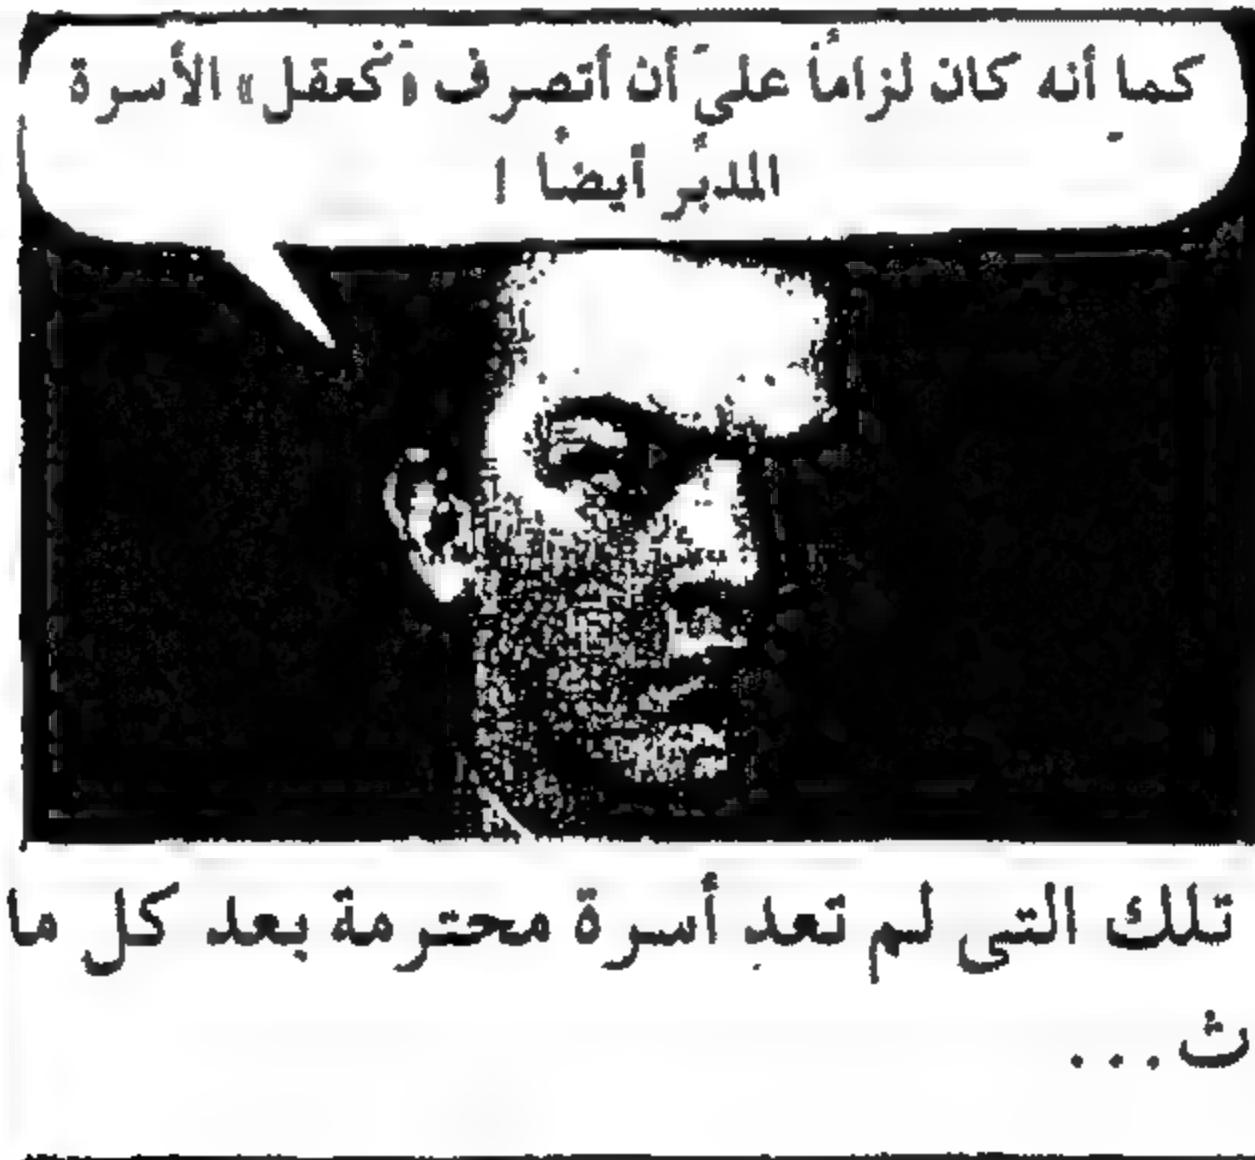 كما أنه كان لزاماً عليّ أن أتصرف «كعقل» الأسرة
المدبّر أيضاً !
تلك التى لم تعد أسرة محترمة بعد كل ما
ث ...